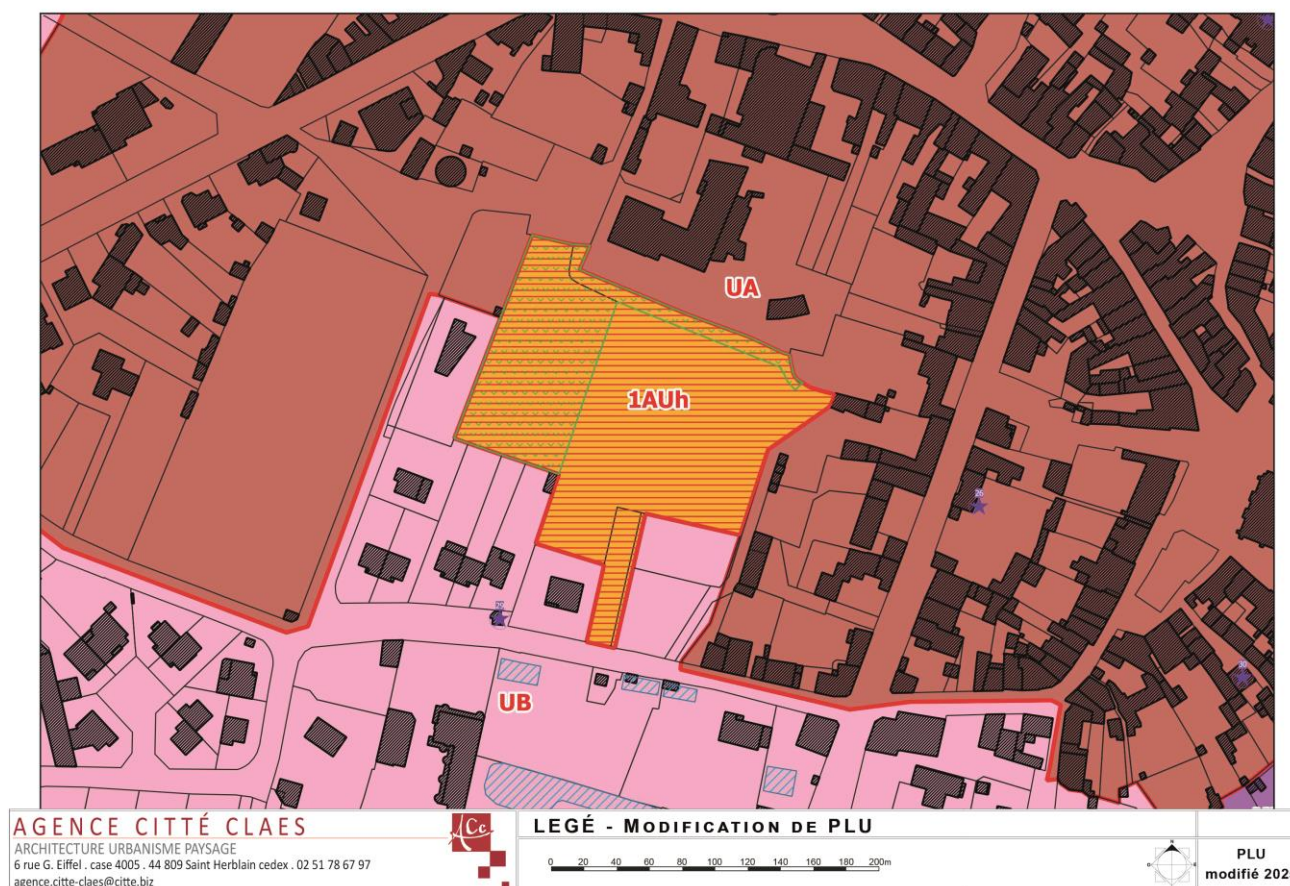 UA
1AUh
26
UB
AGENCE CITTÉ CLAES
ARCHITECTURE URBANISME PAYSAGE
6 rue G. Eiffel . case 4005 . 44 809 Saint Herblain cedex . 02 51 78 67 97
agence.citte-claes@citte.biz
ACc
LEGÉ - MODIFICATION DE PLU
0 20 40 60 80 100 120 140 160 180 200m
N
O
E
S
PLU
modifié 202